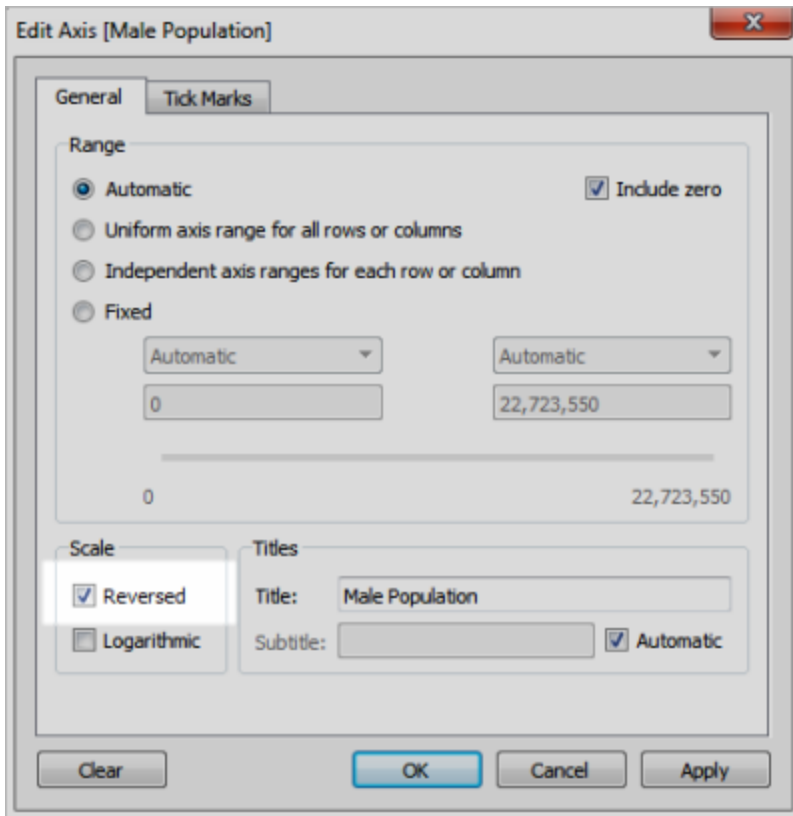 Edit Axis [Male Population]
General Tick Marks
Range
Automatic Include zero
Uniform axis range for all rows or columns
Independent axis ranges for each row or column
Fixed
Automatic Automatic
0 22,723,550
0 22,723,550
Scale Titles
Reversed Title: Male Population
Logarithmic Subtitle: Automatic
Clear OK Cancel Apply